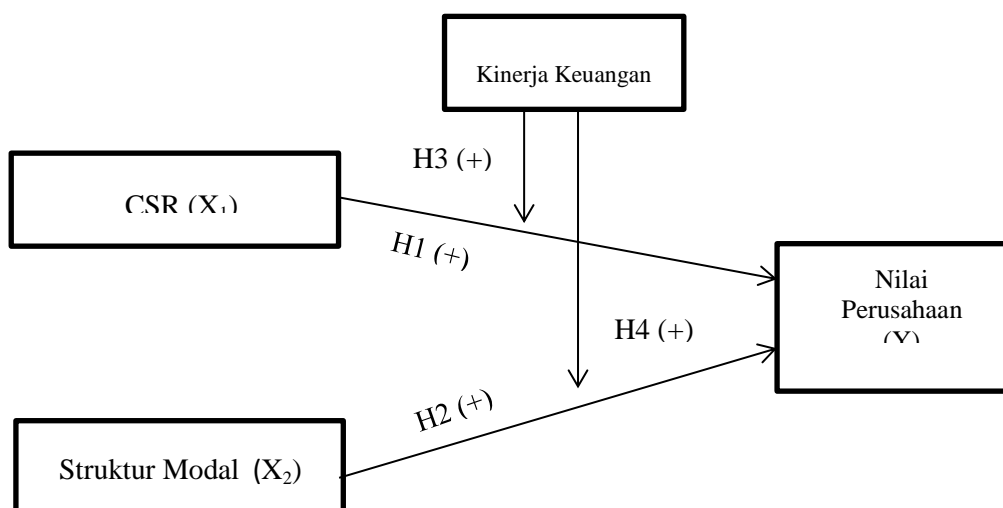 Kinerja Keuangan
H3 (+)
CSR (X₁)
H1 (+)
Nilai
Perusahaan
(Y)
H4 (+)
H2 (+)
Struktur Modal (X₂)